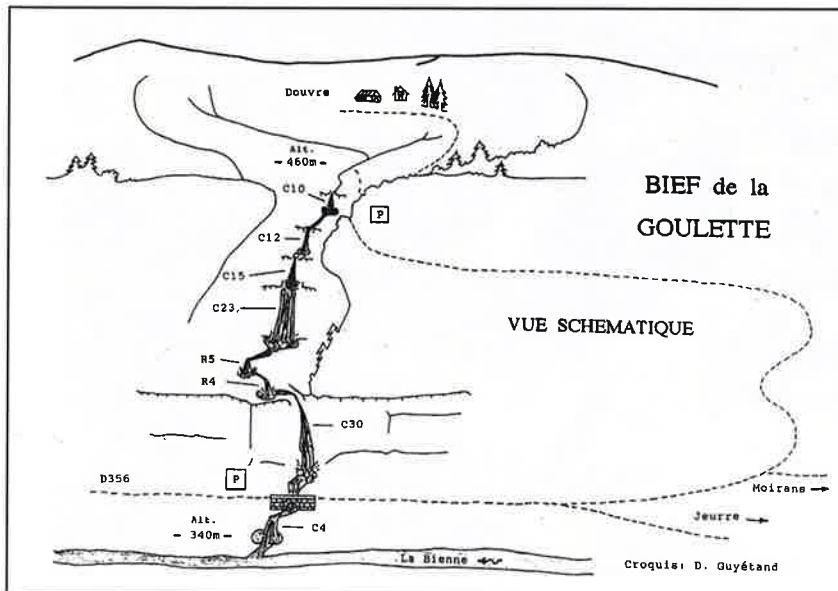 Douvre
Alt.
- 460m -
C10
P
BIEF de la
GOULETTE
C12
C15
C23,
VUE SCHEMATIQUE
R5
R4
C30
P
D356
Moirans
Alt.
- 340m -
C4
Jeurre
La Bienne
Croquis: D. Guyétand